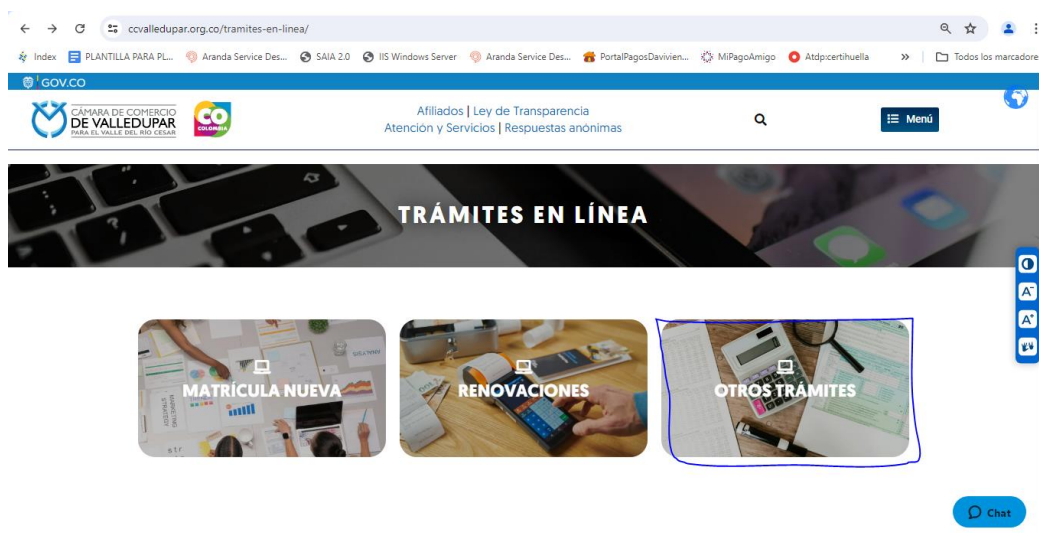 ccvalledupar.org.co/tramites-en-linea/
Index PLANTILLA PARA PL... Aranda Service Des... SAIA 2.0 IIS Windows Server Aranda Service Des... PortalPagosDavivien... MiPagoAmigo Atdp:certihuella » Todos los marcadore
GOV.CO
CÁMARA DE COMERCIO
DE VALLEDUPAR
PARA EL VALLE DEL RÍO CESAR
CO
COLOMBIA
Afiliados | Ley de Transparencia
Atención y Servicios | Respuestas anónimas
Menú
TRÁMITES EN LÍNEA
A-
A+
MATRÍCULA NUEVA
RENOVACIONES
OTROS TRÁMITES
Chat